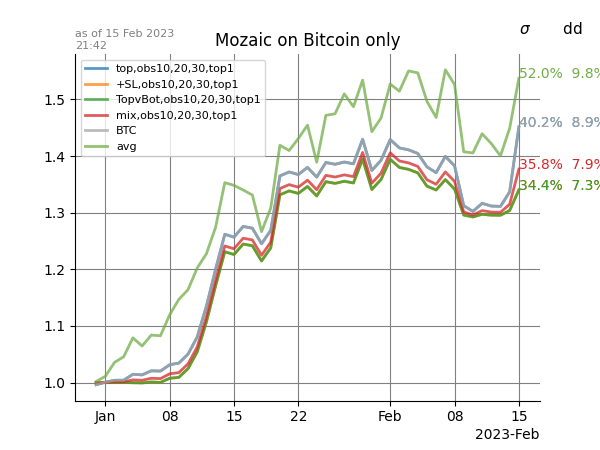 as of 15 Feb 2023
21:42
Mozaic on Bitcoin only
σ dd
top,obs10,20,30,top1
+SL,obs10,20,30,top1
TopvBot,obs10,20,30,top1
mix,obs10,20,30,top1
BTC
avg
52.0% 9.8%
40.2% 8.9%
35.8% 7.9%
34.4% 7.3%
1.5
1.4
1.3
1.2
1.1
1.0
Jan 08 15 22 Feb 08 15
2023-Feb